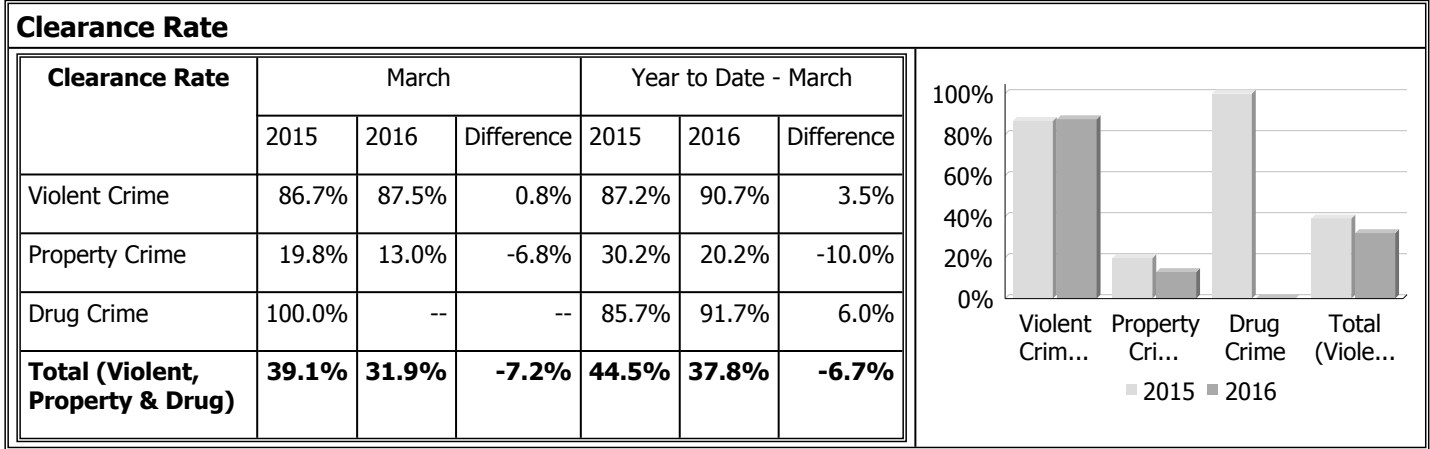 Clearance Rate
Clearance Rate March Year to Date - March
2015 2016 Difference 2015 2016 Difference
Violent Crime 86.7% 87.5% 0.8% 87.2% 90.7% 3.5%
Property Crime 19.8% 13.0% -6.8% 30.2% 20.2% -10.0%
Drug Crime 100.0% -- -- 85.7% 91.7% 6.0%
Total (Violent, 39.1% 31.9% -7.2% 44.5% 37.8% -6.7%
Property & Drug)
100%
80%
60%
40%
20%
0%
Violent Property Drug Total
Crim... Cri... Crime (Viole...
2015 2016